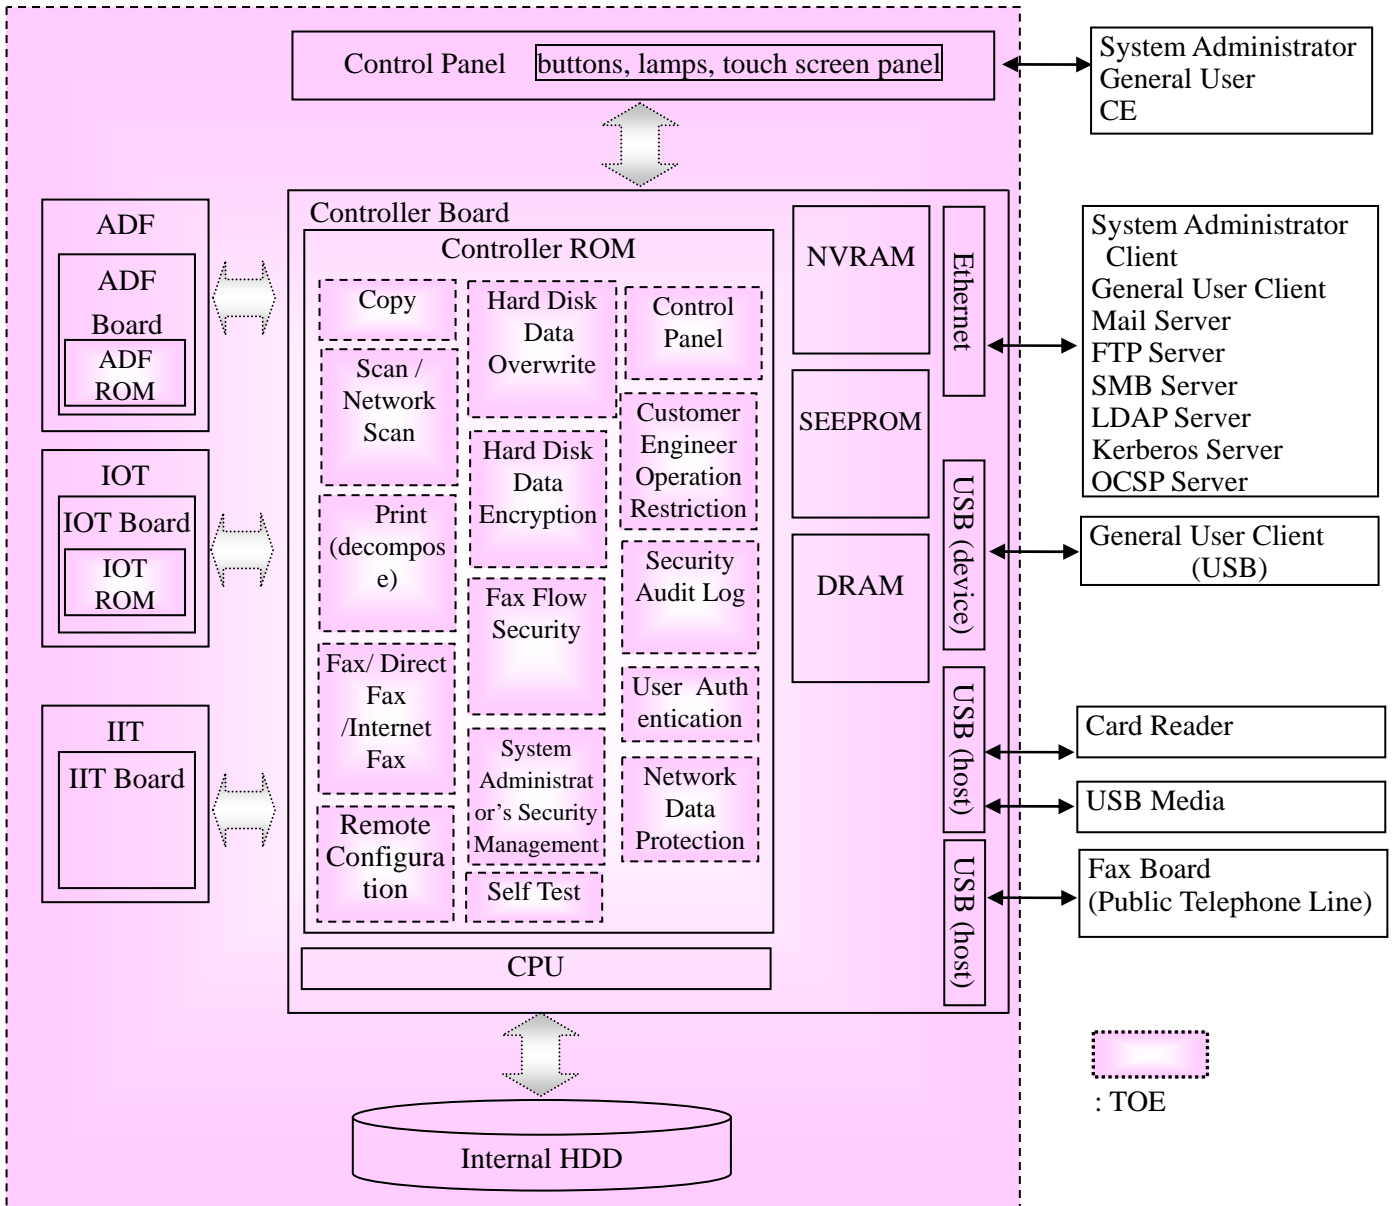 Control Panel
buttons, lamps, touch screen panel
System Administrator
General User
CE
ADF
ADF
Board
ADF
ROM
IOT
IOT Board
IOT
ROM
IIT
IIT Board
Controller Board
Controller ROM
Copy
Scan /
Network
Scan
Print
(decompos
e)
Fax/ Direct
Fax
/Internet
Fax
Remote
Configura
tion
Hard Disk
Data
Overwrite
Hard Disk
Data
Encryption
Fax Flow
Security
System
Administrat
or’s Security
Management
Self Test
Control
Panel
Customer
Engineer
Operation
Restriction
Security
Audit Log
User Auth
entication
Network
Data
Protection
CPU
NVRAM
SEEPROM
DRAM
Ethernet
USB (device)
USB (host)
USB (host)
System Administrator
Client
General User Client
Mail Server
FTP Server
SMB Server
LDAP Server
Kerberos Server
OCSP Server
General User Client
(USB)
Card Reader
USB Media
Fax Board
(Public Telephone Line)
Internal HDD
: TOE